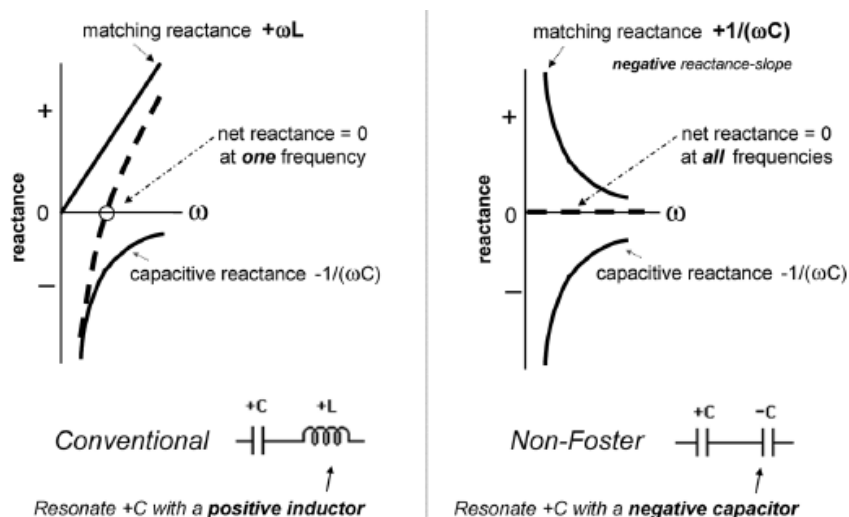 matching reactance +ωL
+
net reactance = 0
at one frequency
0
ω
reactance
capacitive reactance -1/(ωC)
–
+C
+L
Conventional
Resonate +C with a positive inductor
matching reactance +1/(ωC)
negative reactance-slope
+
net reactance = 0
at all frequencies
0
ω
reactance
capacitive reactance -1/(ωC)
–
+C
–C
Non-Foster
Resonate +C with a negative capacitor